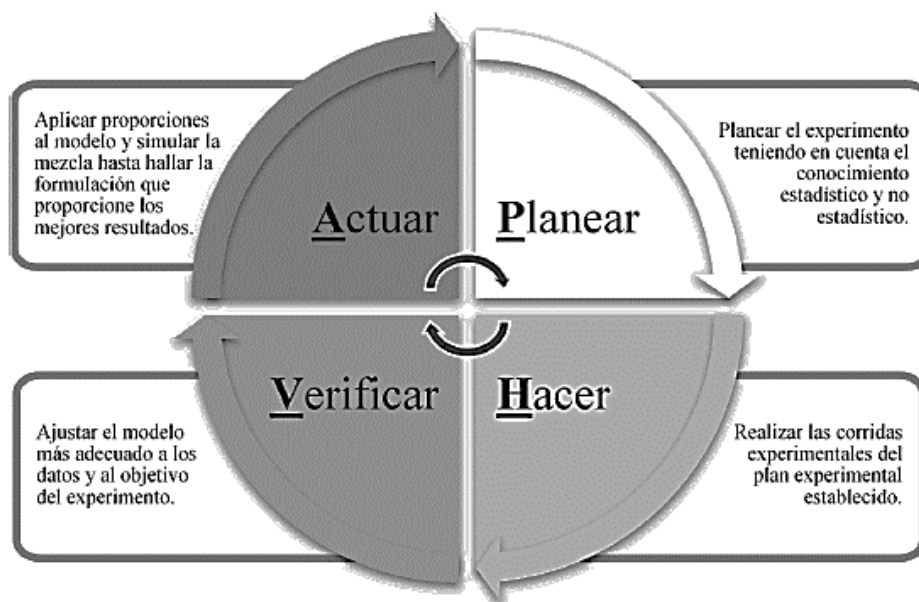 Aplicar proporciones
al modelo y simular la
mezcla hasta hallar la
formulación que
proporcione los
mejores resultados.
Actuar
Planear
Planear el experimento
teniendo en cuenta el
conocimiento
estadístico y no
estadístico.
Ajustar el modelo
más adecuado a los
datos y al objetivo
del experimento.
Verificar
Hacer
Realizar las corridas
experimentales del
plan experimental
establecido.